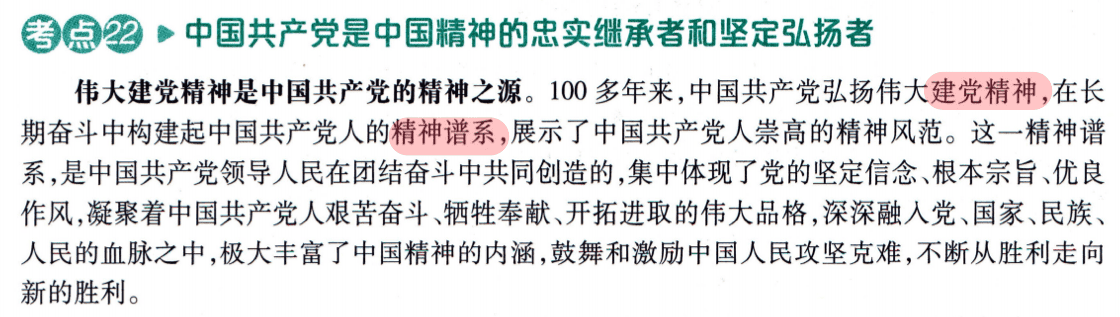 考点22 ▶ 中国共产党是中国精神的忠实继承者和坚定弘扬者
伟大建党精神是中国共产党的精神之源。100多年来,中国共产党弘扬伟大建党精神,在长
期奋斗中构建起中国共产党人的精神谱系,展示了中国共产党人崇高的精神风范。这一精神谱
系,是中国共产党领导人民在团结奋斗中共同创造的,集中体现了党的坚定信念、根本宗旨、优良
作风,凝聚着中国共产党人艰苦奋斗、牺牲奉献、开拓进取的伟大品格,深深融入党、国家、民族、
人民的血脉之中,极大丰富了中国精神的内涵,鼓舞和激励中国人民攻坚克难,不断从胜利走向
新的胜利。